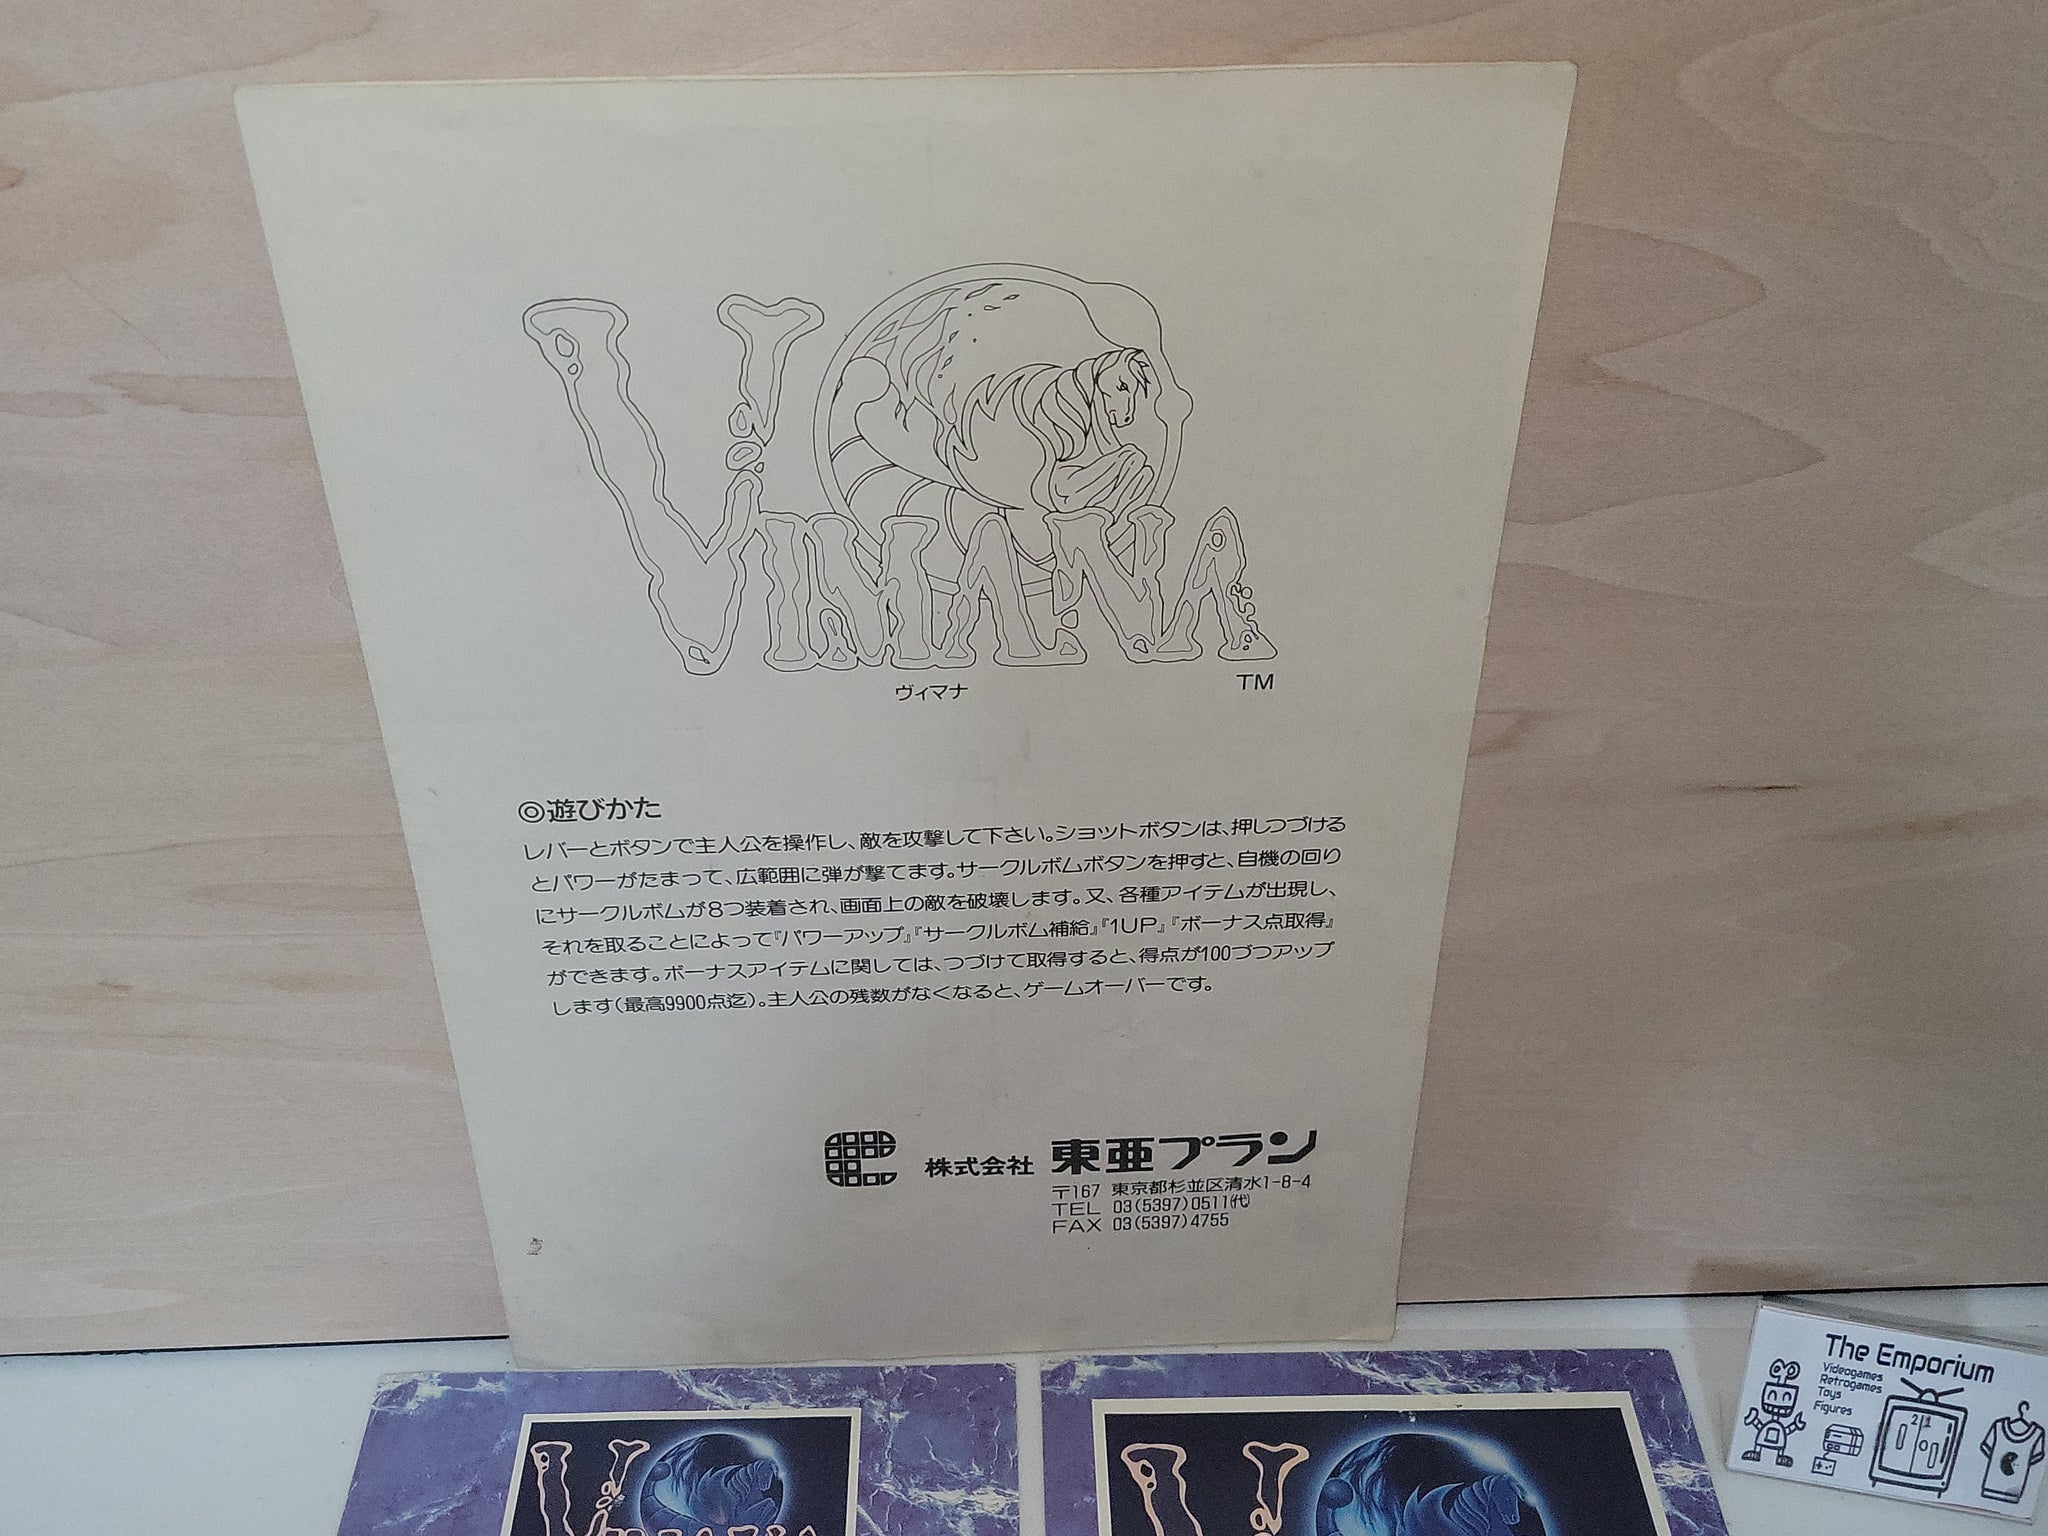 VIMANA
ヴィマナ
TM
◎遊びかた
レバーとボタンで主人公を操作し、敵を攻撃して下さい。ショットボタンは、押しつづける
とパワーがたまって、広範囲に弾が撃てます。サークルボムボタンを押すと、自機の回り
にサークルボムが8つ装着され、画面上の敵を破壊します。又、各種アイテムが出現し、
それを取ることによって『パワーアップ』『サークルボム補給』『1UP』『ボーナス点取得』
ができます。ボーナスアイテムに関しては、つづけて取得すると、得点が100づつアップ
します(最高9900点迄)。主人公の残数がなくなると、ゲームオーバーです。
株式会社 東亜プラン
〒167 東京都杉並区清水1-8-4
TEL 03(5397)0511㈹
FAX 03(5397)4755
The Emporium
Videogames
Retrogames
Toys
Figures
2 1
VIMANA